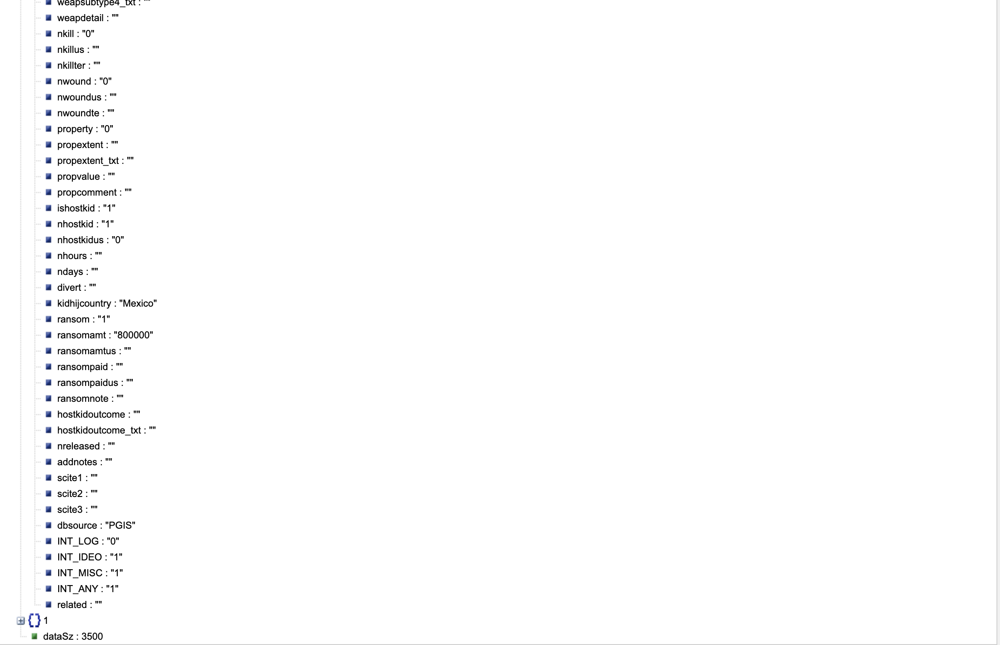 weapsubtype4_txt : ""
weapdetail : ""
nkill : "0"
nkillus : ""
nkillter : ""
nwound : "0"
nwoundus : ""
nwoundte : ""
property : "0"
propextent : ""
propextent_txt : ""
propvalue : ""
propcomment : ""
ishostkid : "1"
nhostkid : "1"
nhostkidus : "0"
nhours : ""
ndays : ""
divert : ""
kidhijcountry : "Mexico"
ransom : "1"
ransomamt : "800000"
ransomamtus : ""
ransompaid : ""
ransompaidus : ""
ransomnote : ""
hostkidoutcome : ""
hostkidoutcome_txt : ""
nreleased : ""
addnotes : ""
scite1 : ""
scite2 : ""
scite3 : ""
dbsource : "PGIS"
INT_LOG : "0"
INT_IDEO : "1"
INT_MISC : "1"
INT_ANY : "1"
related : ""
{} 1
dataSz : 3500